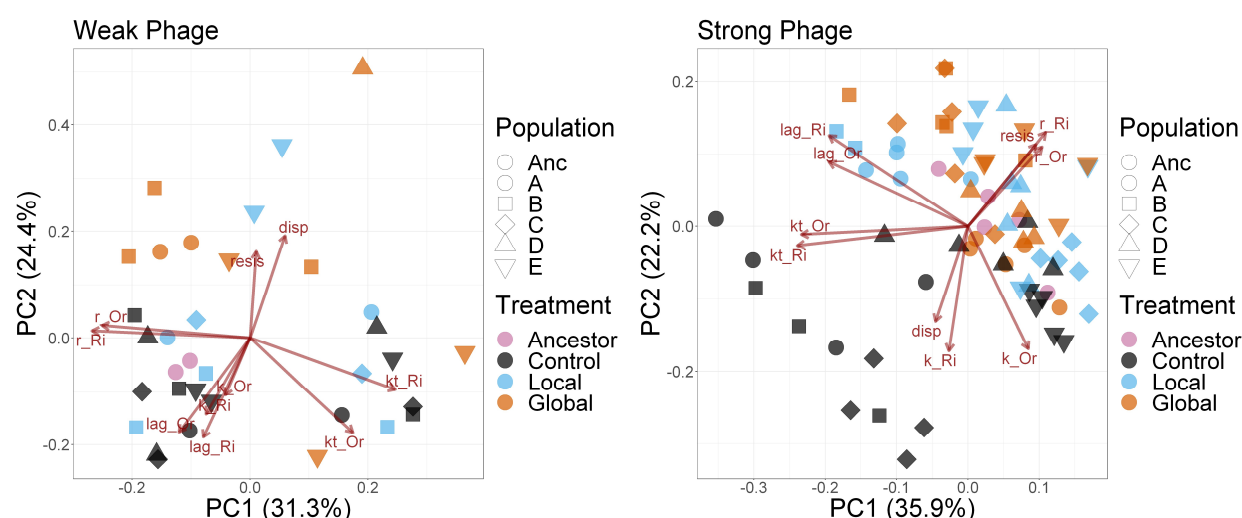 Weak Phage
PC2 (24.4%)
0.4
0.2
0.0
-0.2
disp
resis
r_Or
r_Ri
k_Or
k_Ri
lag_Or
lag_Ri
kt_Ri
kt_Or
-0.2
0.0
0.2
PC1 (31.3%)
Population
Anc
A
B
C
D
E
Treatment
Ancestor
Control
Local
Global
Strong Phage
PC2 (22.2%)
0.2
0.0
-0.2
lag_Ri
lag_Or
r_Ri
resis
r_Or
kt_Or
kt_Ri
disp
k_Ri
k_Or
-0.3
-0.2
-0.1
0.0
0.1
PC1 (35.9%)
Population
Anc
A
B
C
D
E
Treatment
Ancestor
Control
Local
Global